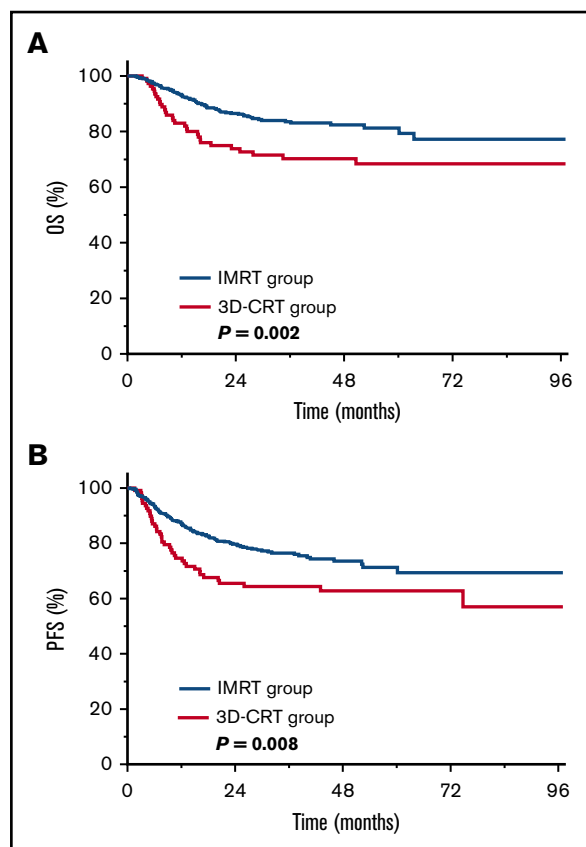 A
100
80
60
40
80
0
OS (%)
IMRT group
3D-CRT group
P = 0.002
0
24
48
72
96
Time (months)
B
100
80
60
40
80
0
PFS (%)
IMRT group
3D-CRT group
P = 0.008
0
24
48
72
96
Time (months)